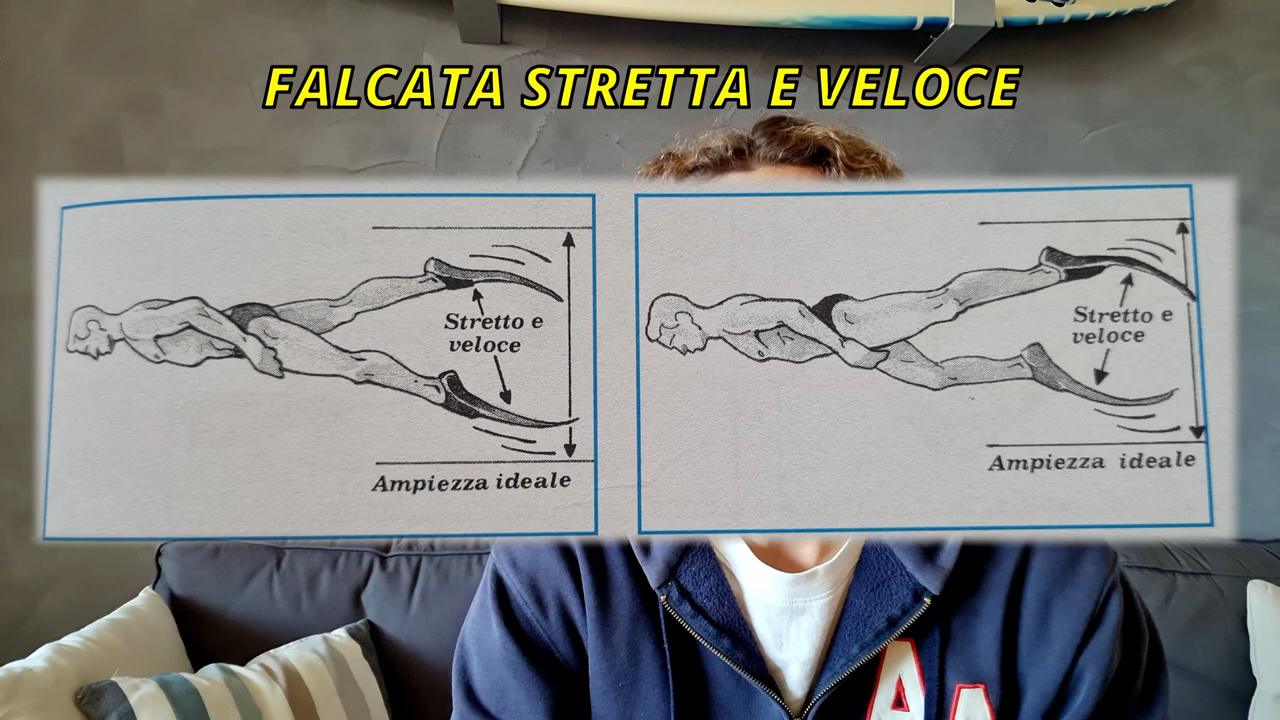 FALCATA STRETTA E VELOCE
Stretto e
veloce
Ampiezza ideale
Stretto e
veloce
Ampiezza ideale
A
A